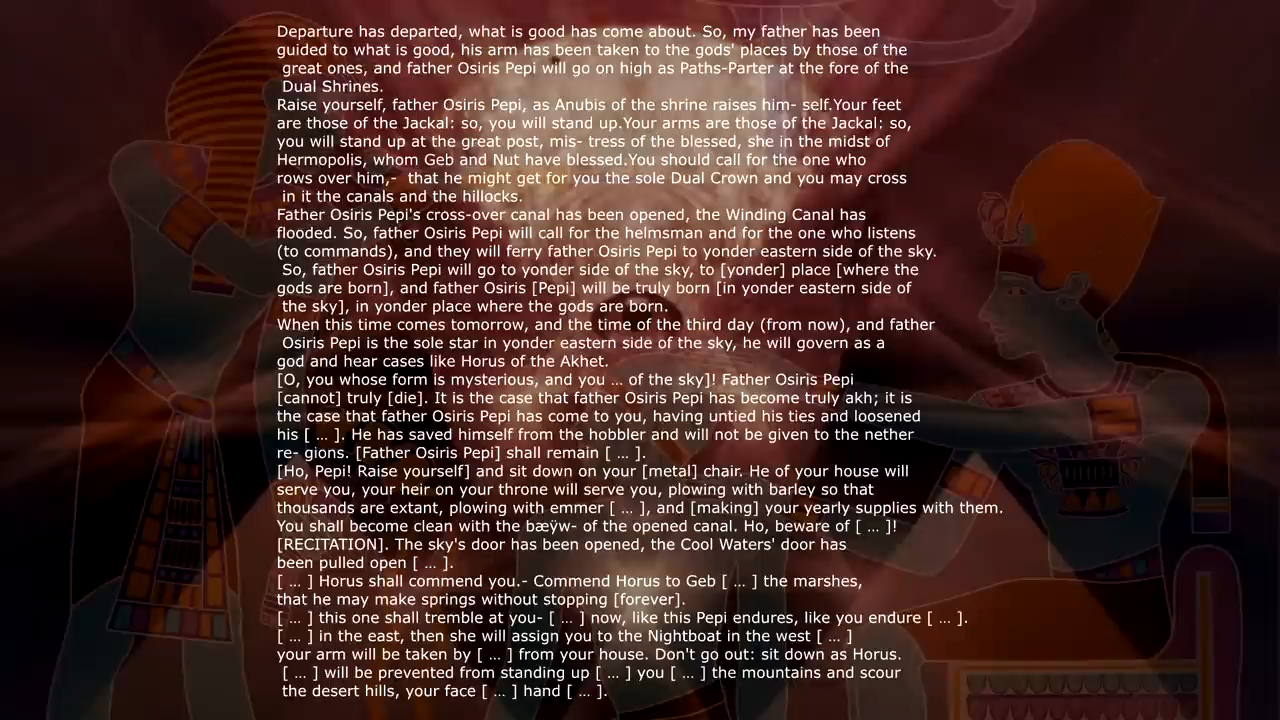 Departure has departed, what is good has come about. So, my father has been
guided to what is good, his arm has been taken to the gods' places by those of the
great ones, and father Osiris Pepi will go on high as Paths-Parter at the fore of the
Dual Shrines.
Raise yourself, father Osiris Pepi, as Anubis of the shrine raises him- self.Your feet
are those of the Jackal: so, you will stand up.Your arms are those of the Jackal: so,
you will stand up at the great post, mis- tress of the blessed, she in the midst of
Hermopolis, whom Geb and Nut have blessed.You should call for the one who
rows over him,-  that he might get for you the sole Dual Crown and you may cross
in it the canals and the hillocks.
Father Osiris Pepi's cross-over canal has been opened, the Winding Canal has
flooded. So, father Osiris Pepi will call for the helmsman and for the one who listens
(to commands), and they will ferry father Osiris Pepi to yonder eastern side of the sky.
So, father Osiris Pepi will go to yonder side of the sky, to [yonder] place [where the
gods are born], and father Osiris [Pepi] will be truly born [in yonder eastern side of
the sky], in yonder place where the gods are born.
When this time comes tomorrow, and the time of the third day (from now), and father
Osiris Pepi is the sole star in yonder eastern side of the sky, he will govern as a
god and hear cases like Horus of the Akhet.
[O, you whose form is mysterious, and you … of the sky]! Father Osiris Pepi
[cannot] truly [die]. It is the case that father Osiris Pepi has become truly akh; it is
the case that father Osiris Pepi has come to you, having untied his ties and loosened
his [ … ]. He has saved himself from the hobbler and will not be given to the nether
re- gions. [Father Osiris Pepi] shall remain [ … ].
[Ho, Pepi! Raise yourself] and sit down on your [metal] chair. He of your house will
serve you, your heir on your throne will serve you, plowing with barley so that
thousands are extant, plowing with emmer [ … ], and [making] your yearly supplies with them.
You shall become clean with the bæÿw- of the opened canal. Ho, beware of [ … ]!
[RECITATION]. The sky's door has been opened, the Cool Waters' door has
been pulled open [ … ].
[ … ] Horus shall commend you.- Commend Horus to Geb [ … ] the marshes,
that he may make springs without stopping [forever].
[ … ] this one shall tremble at you- [ … ] now, like this Pepi endures, like you endure [ … ].
[ … ] in the east, then she will assign you to the Nightboat in the west [ … ]
your arm will be taken by [ … ] from your house. Don't go out: sit down as Horus.
[ … ] will be prevented from standing up [ … ] you [ … ] the mountains and scour
the desert hills, your face [ … ] hand [ … ].